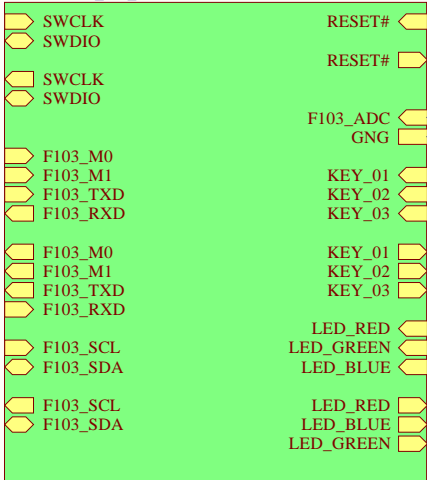 SWCLK
SWDIO
SWCLK
SWDIO
F103_M0
F103_M1
F103_TXD
F103_RXD
F103_M0
F103_M1
F103_TXD
F103_RXD
F103_SCL
F103_SDA
F103_SCL
F103_SDA
RESET#
RESET#
F103_ADC
GNG
KEY_01
KEY_02
KEY_03
KEY_01
KEY_02
KEY_03
LED_RED
LED_GREEN
LED_BLUE
LED_RED
LED_BLUE
LED_GREEN